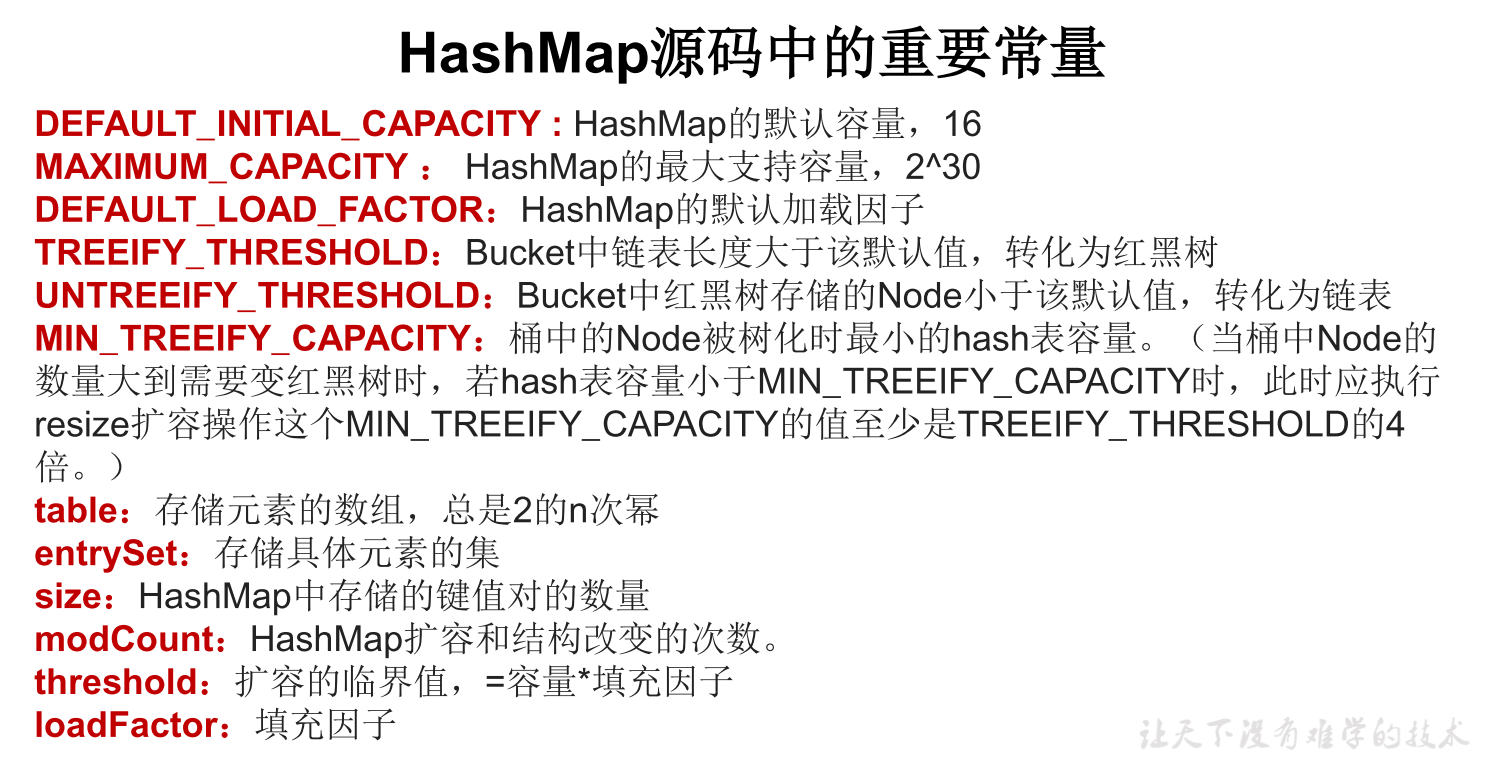 HashMap源码中的重要常量
DEFAULT_INITIAL_CAPACITY : HashMap的默认容量，16
MAXIMUM_CAPACITY ： HashMap的最大支持容量，2^30
DEFAULT_LOAD_FACTOR：HashMap的默认加载因子
TREEIFY_THRESHOLD：Bucket中链表长度大于该默认值，转化为红黑树
UNTREEIFY_THRESHOLD：Bucket中红黑树存储的Node小于该默认值，转化为链表
MIN_TREEIFY_CAPACITY：桶中的Node被树化时最小的hash表容量。（当桶中Node的
数量大到需要变红黑树时，若hash表容量小于MIN_TREEIFY_CAPACITY时，此时应执行
resize扩容操作这个MIN_TREEIFY_CAPACITY的值至少是TREEIFY_THRESHOLD的4
倍。）
table：存储元素的数组，总是2的n次幂
entrySet：存储具体元素的集
size：HashMap中存储的键值对的数量
modCount：HashMap扩容和结构改变的次数。
threshold：扩容的临界值，=容量*填充因子
loadFactor：填充因子
让天下没有难学的技术